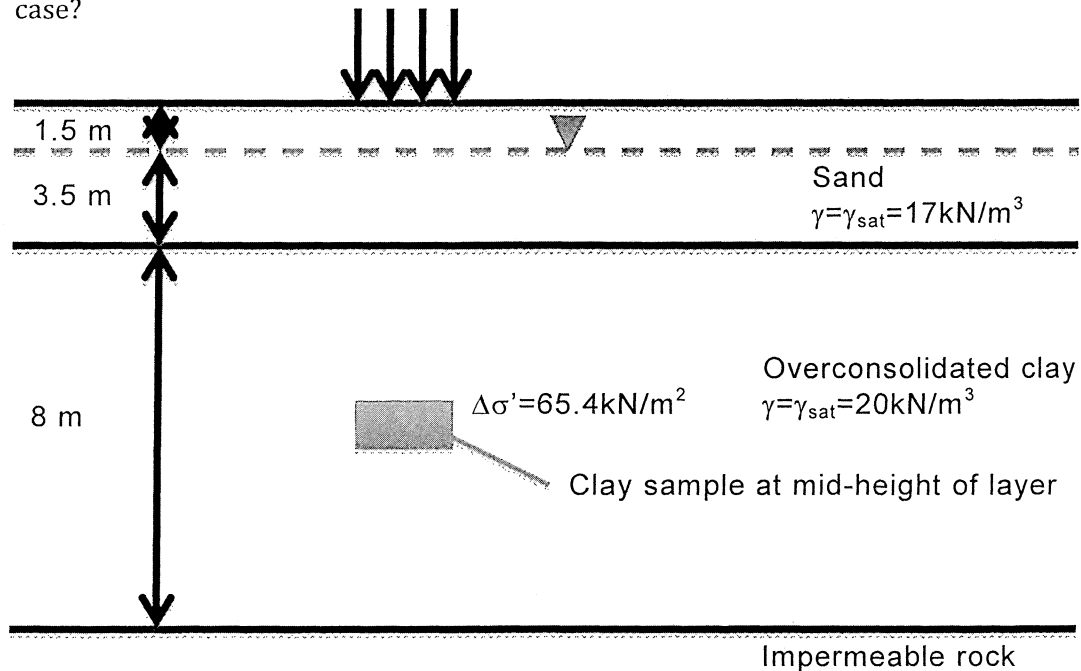 case?
1.5 m
3.5 m
Sand
γ=γsat=17kN/m³
Overconsolidated clay
Δσ'=65.4kN/m²
γ=γsat=20kN/m³
8 m
Clay sample at mid-height of layer
Impermeable rock